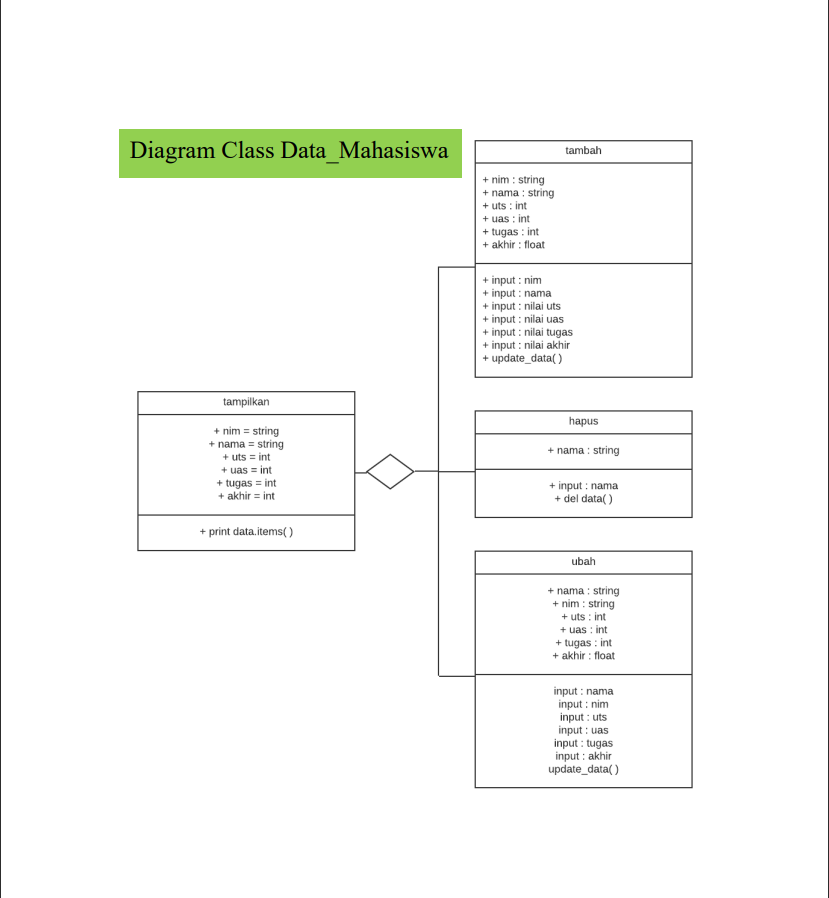 Diagram Class Data_Mahasiswa
tambah
+ nim : string
+ nama : string
+ uts : int
+ uas : int
+ tugas : int
+ akhir : float
+ input : nim
+ input : nama
+ input : nilai uts
+ input : nilai uas
+ input : nilai tugas
+ input : nilai akhir
+ update_data( )
tampilkan
+ nim = string
+ nama = string
+ uts = int
+ uas = int
+ tugas = int
+ akhir = int
+ print data.items( )
hapus
+ nama : string
+ input : nama
+ del data( )
ubah
+ nama : string
+ nim : string
+ uts : int
+ uas : int
+ tugas : int
+ akhir : float
input : nama
input : nim
input : uts
input : uas
input : tugas
input : akhir
update_data( )